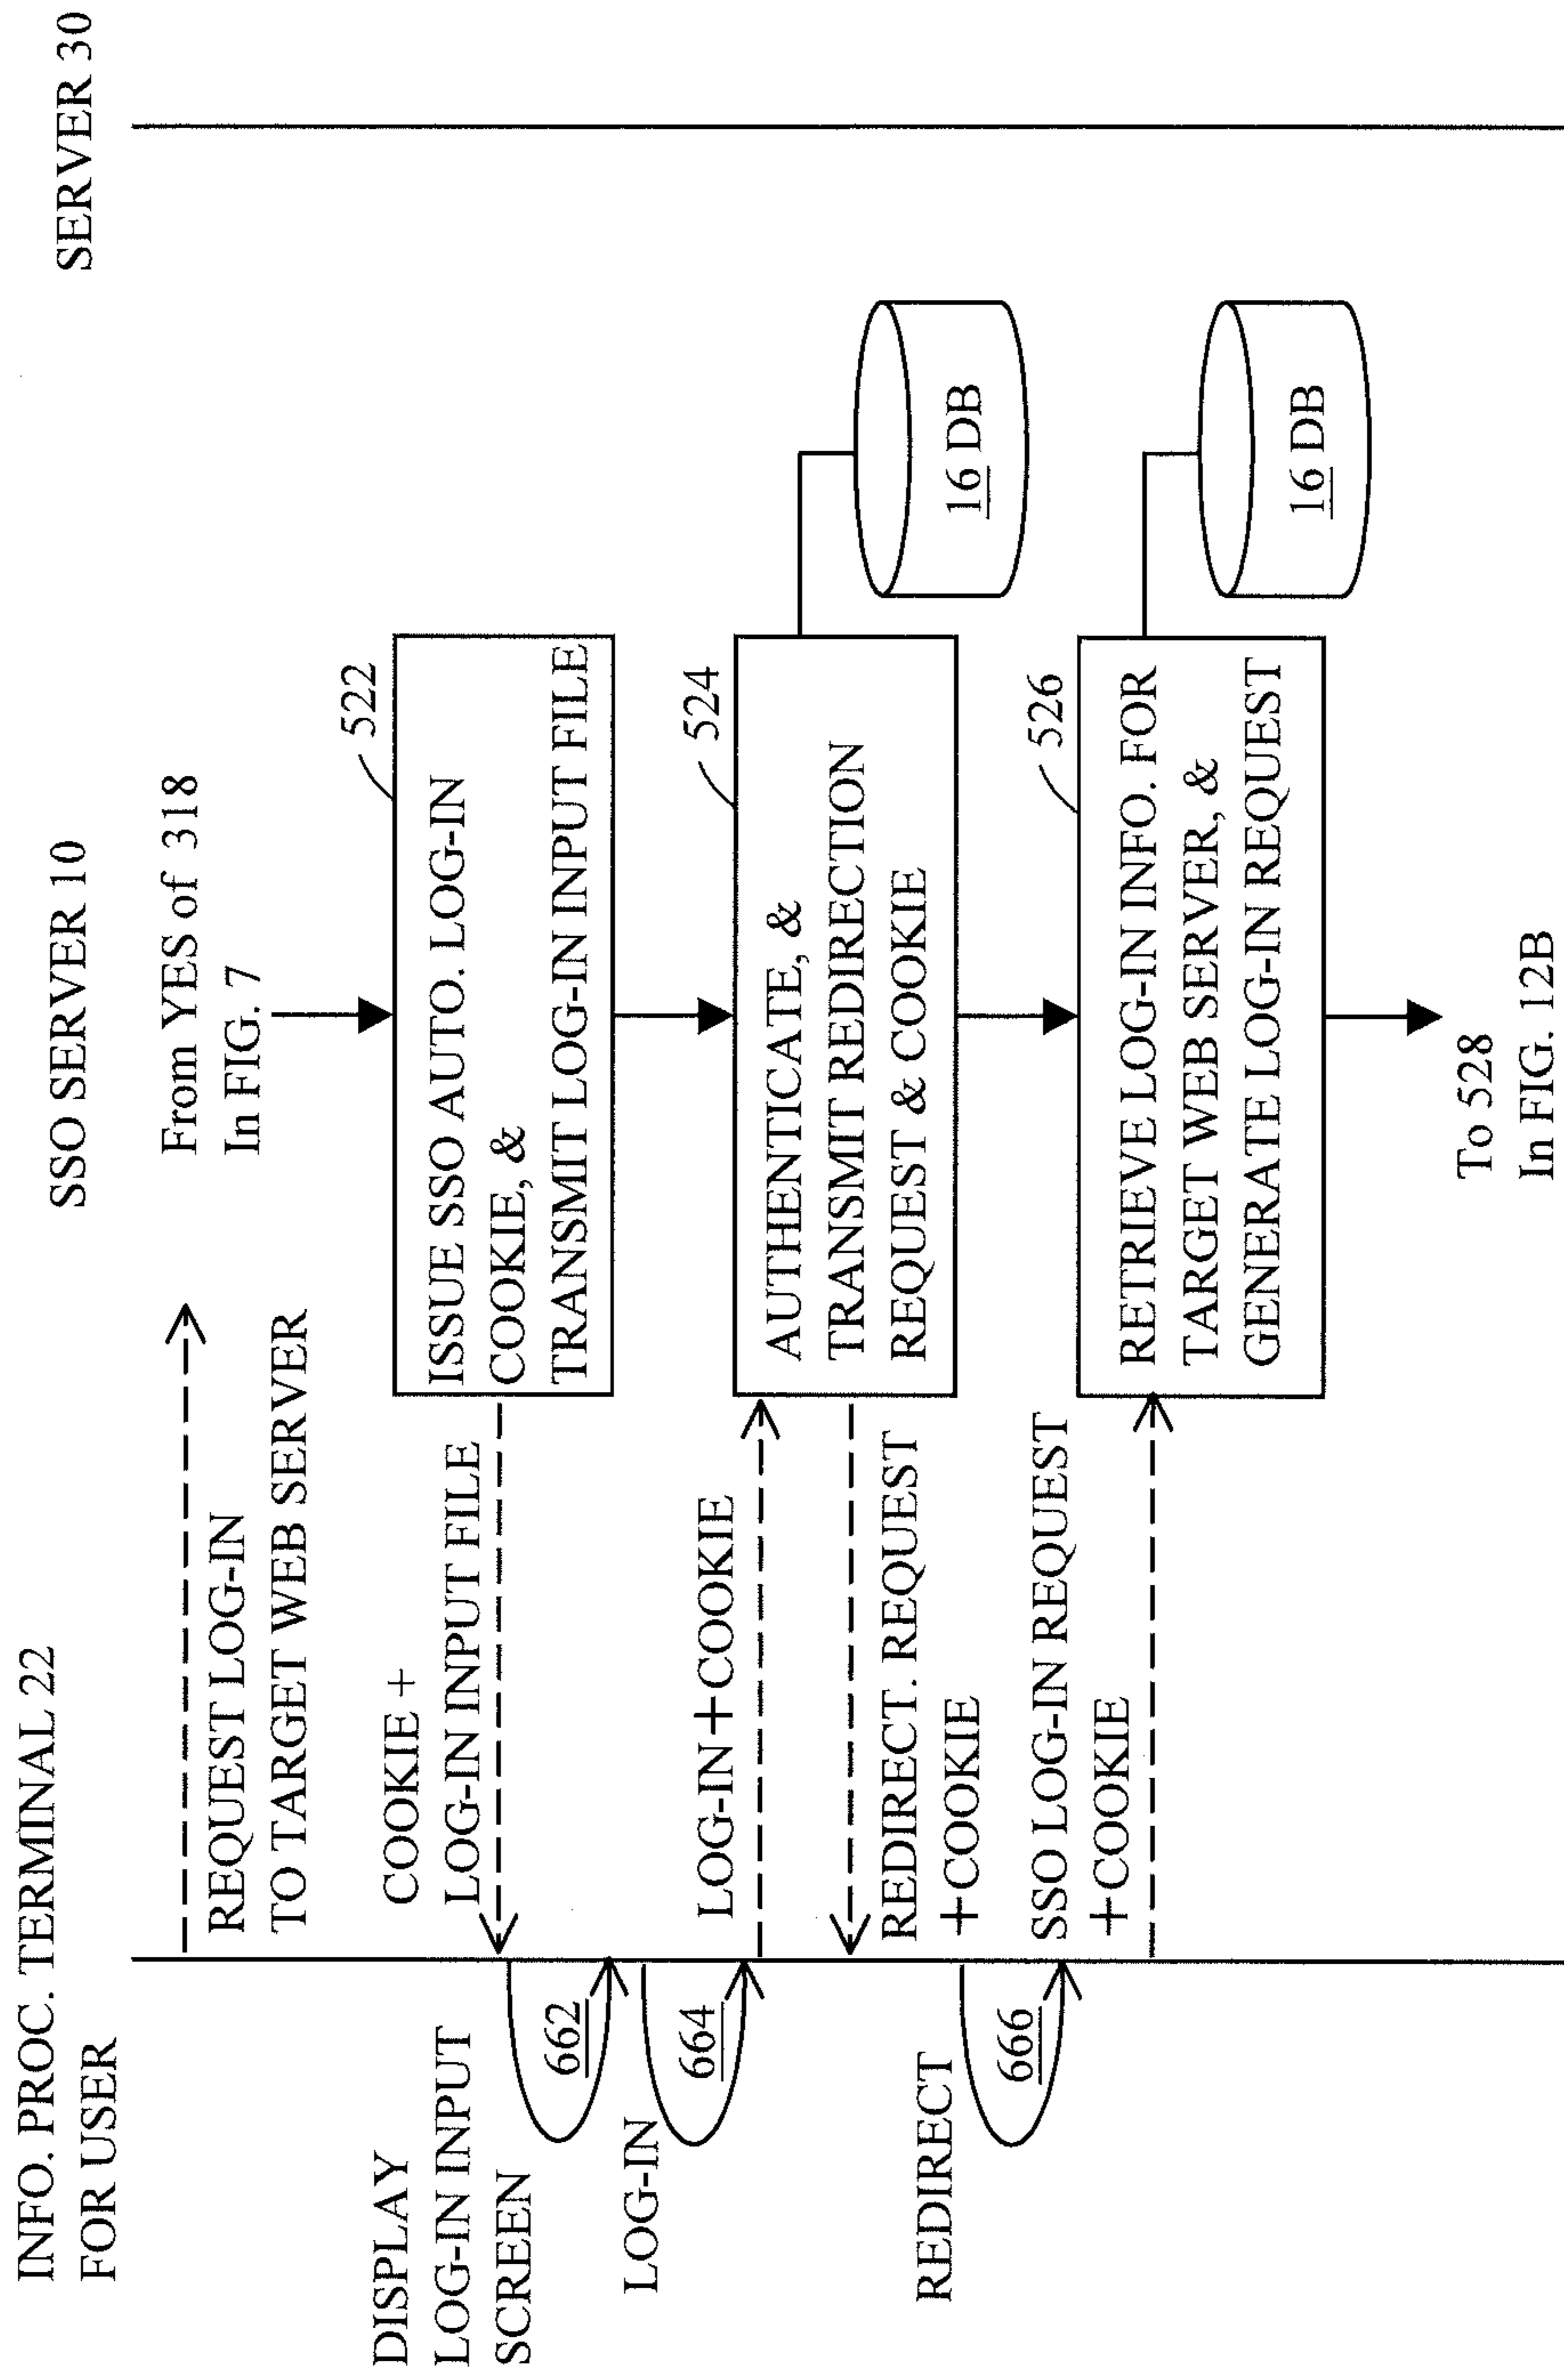 INFO. PROC. TERMINAL 22
FOR USER
SSO SERVER 10
SERVER 30
From YES of 318
In FIG. 7
REQUEST LOG-IN
TO TARGET WEB SERVER
522
ISSUE SSO AUTO. LOG-IN
COOKIE, &
TRANSMIT LOG-IN INPUT FILE
COOKIE +
LOG-IN INPUT FILE
DISPLAY
LOG-IN INPUT
SCREEN
662
LOG-IN
664
LOG-IN+COOKIE
524
AUTHENTICATE, &
TRANSMIT REDIRECTION
REQUEST & COOKIE
16 DB
REDIRECT. REQUEST
+COOKIE
REDIRECT
666
SSO LOG-IN REQUEST
+COOKIE
526
RETRIEVE LOG-IN INFO. FOR
TARGET WEB SERVER, &
GENERATE LOG-IN REQUEST
16 DB
To 528
In FIG. 12B